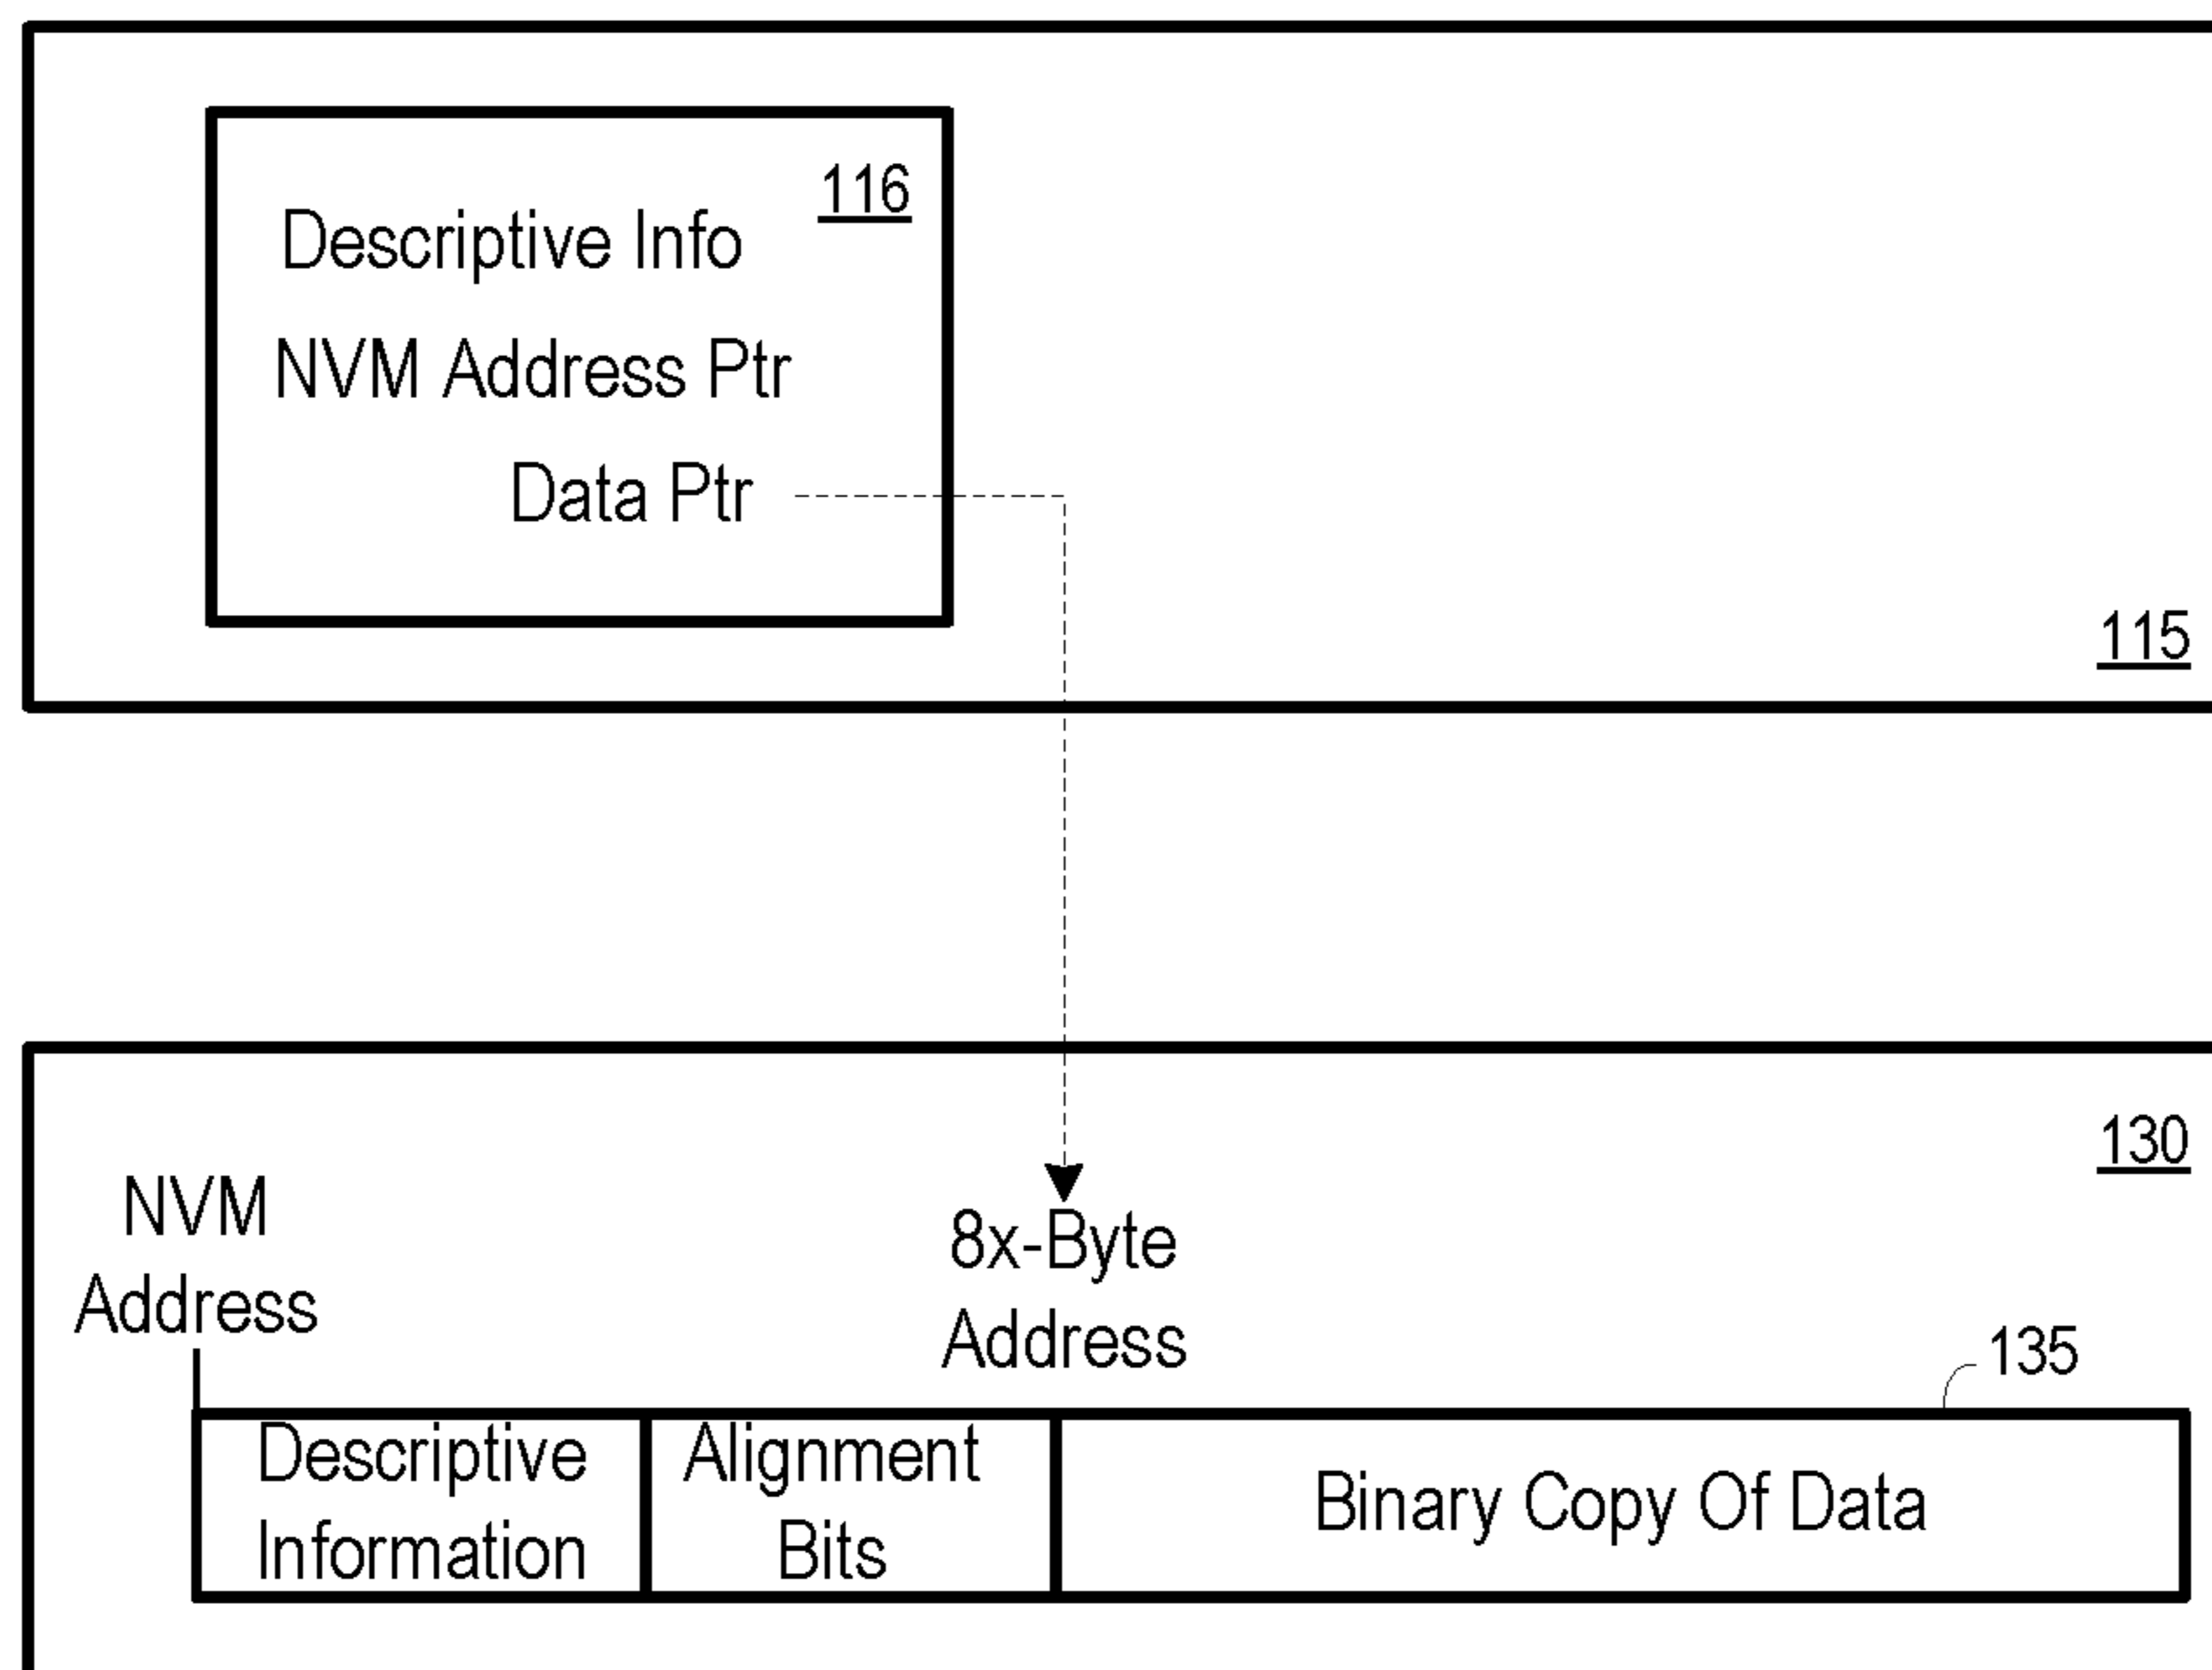 116
Descriptive Info
NVM Address Ptr
Data Ptr
115
130
NVM
Address
8x-Byte
Address
135
Descriptive
Information
Alignment
Bits
Binary Copy Of Data